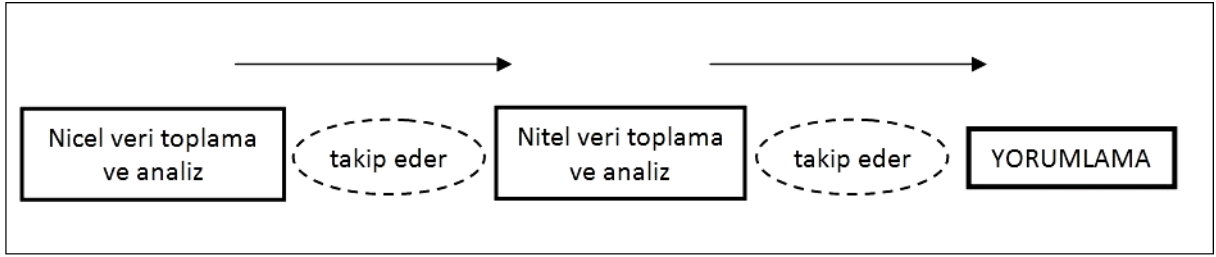 Nicel veri toplama
ve analiz
takip eder
Nitel veri toplama
ve analiz
takip eder
YORUMLAMA